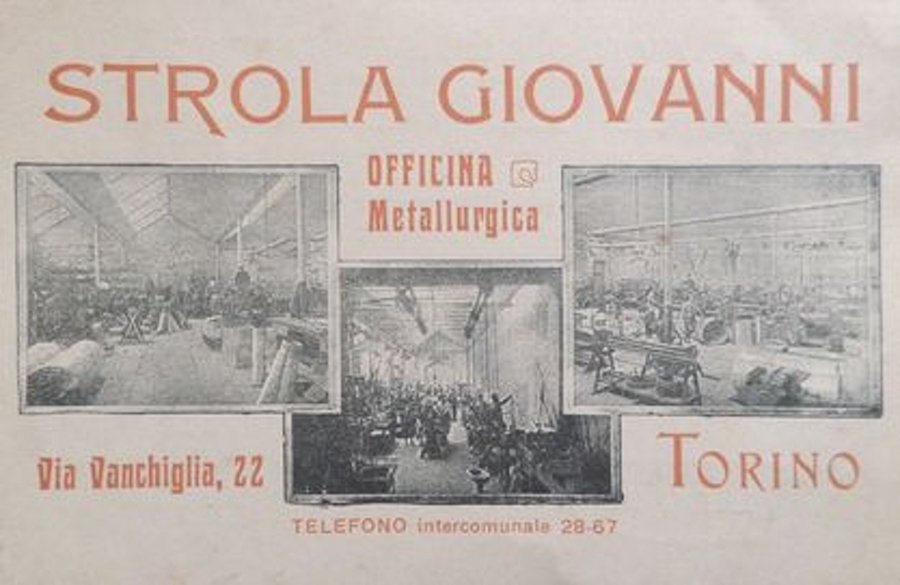 STROLA GIOVANNI
OFFICINA
Metallurgica
Via Vanchiglia, 22
TORINO
TELEFONO intercomunale 28-67